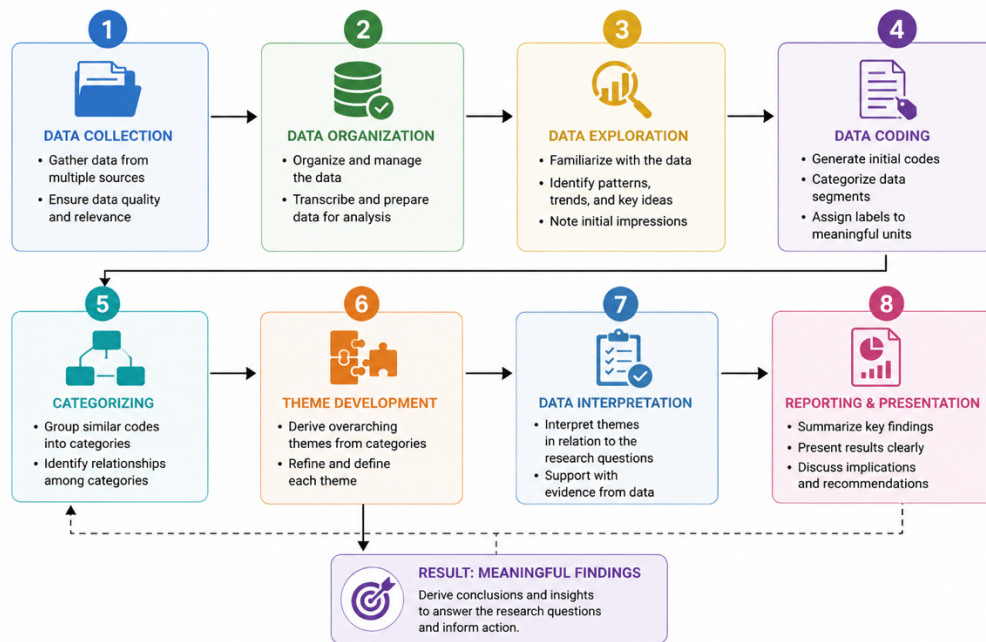 1
DATA COLLECTION
• Gather data from
multiple sources
• Ensure data quality
and relevance
2
DATA ORGANIZATION
• Organize and manage
the data
• Transcribe and prepare
data for analysis
3
DATA EXPLORATION
• Familiarize with the data
• Identify patterns,
trends, and key ideas
• Note initial impressions
4
DATA CODING
• Generate initial codes
• Categorize data
segments
• Assign labels to
meaningful units
5
CATEGORIZING
• Group similar codes
into categories
• Identify relationships
among categories
6
THEME DEVELOPMENT
• Derive overarching
themes from categories
• Refine and define
each theme
7
DATA INTERPRETATION
• Interpret themes
in relation to the
research questions
• Support with
evidence from data
8
REPORTING & PRESENTATION
• Summarize key findings
• Present results clearly
• Discuss implications
and recommendations
RESULT: MEANINGFUL FINDINGS
Derive conclusions and insights
to answer the research questions
and inform action.